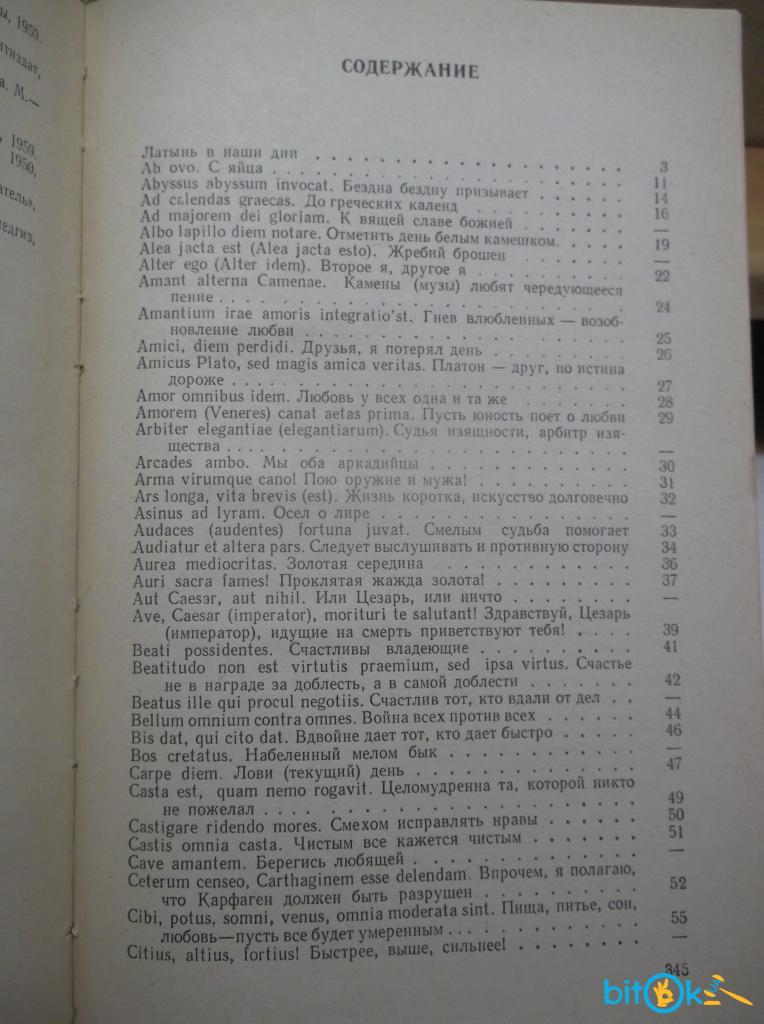 ы, 1959.
нтиздат,
а. М.—
1959.
1950,
атель»,
едгиз,
СОДЕРЖАНИЕ
Латынь в наши дни . . . . . . . . . . . . . . . . 3
Ab ovo. С яйца . . . . . . . . . . . . . . . . . . 11
Abyssus abyssum invocat. Бездна бездну призывает . . . . . 14
Ad calendas graecas. До греческих календ . . . . . . . . 16
Ad majorem dei gloriam. К вящей славе божией . . . . . . —
Albo lapillo diem notare. Отметить день белым камешком. . . . 19
Alea jacta est (Alea jacta esto). Жребий брошен . . . . . . —
Alter ego (Alter idem). Второе я, другое я . . . . . . . . 22
Amant alterna Camenae. Камены (музы) любят чередующееся
пение . . . . . . . . . . . . . . . . . . . . 24
Amantium irae amoris integratio'st. Гнев влюбленных — возоб-
новление любви . . . . . . . . . . . . . . . . 25
Amici, diem perdidi. Друзья, я потерял день . . . . . . . 26
Amicus Plato, sed magis amica veritas. Платон — друг, но истина
дороже . . . . . . . . . . . . . . . . . . . . 27
Amor omnibus idem. Любовь у всех одна и та же . . . . . 28
Amorem (Veneres) canat aetas prima. Пусть юность поет о любви 29
Arbiter elegantiae (elegantiarum). Судья изящности, арбитр изя-
щества . . . . . . . . . . . . . . . . . . . . —
Arcades ambo. Мы оба аркадийцы . . . . . . . . . . 30
Arma virumque cano! Пою оружие и мужа! . . . . . . . . 31
Ars longa, vita brevis (est). Жизнь коротка, искусство долговечно 32
Asinus ad lyram. Осел о лире . . . . . . . . . . . . —
Audaces (audentes) fortuna juvat. Смелым судьба помогает 33
Audiatur et altera pars. Следует выслушивать и противную сторону 34
Aurea mediocritas. Золотая середина . . . . . . . . . . 36
Auri sacra fames! Проклятая жажда золота! . . . . . . . . 37
Aut Caesar, aut nihil. Или Цезарь, или ничто . . . . . . . —
Ave, Caesar (imperator), morituri te salutant! Здравствуй, Цезарь
(император), идущие на смерть приветствуют тебя! . . . . 39
Beati possidentes. Счастливы владеющие . . . . . . . . 41
Beatitudo non est virtutis praemium, sed ipsa virtus. Счастье
не в награде за доблесть, а в самой доблести . . . . . . 42
Beatus ille qui procul negotiis. Счастлив тот, кто вдали от дел . . —
Bellum omnium contra omnes. Война всех против всех . . . . 44
Bis dat, qui cito dat. Вдвойне дает тот, кто дает быстро . . . . 46
Bos cretatus. Набеленный мелом бык . . . . . . . . . . —
Carpe diem. Лови (текущий) день . . . . . . . . . . . 47
Casta est, quam nemo rogavit. Целомудренна та, которой никто
не пожелал . . . . . . . . . . . . . . . . . . 49
Castigare ridendo mores. Смехом исправлять нравы . . . . . 50
Castis omnia casta. Чистым все кажется чистым . . . . . . 51
Cave amantem. Берегись любящей . . . . . . . . . . . —
Ceterum censeo, Carthaginem esse delendam. Впрочем, я полагаю,
что Карфаген должен быть разрушен . . . . . . . . . 52
Cibi, potus, somni, venus, omnia moderata sint. Пища, питье, сон,
любовь—пусть все будет умеренным . . . . . . . . . . 55
Citius, altius, fortius! Быстрее, выше, сильнее! . . . . . . . —
345
bitok